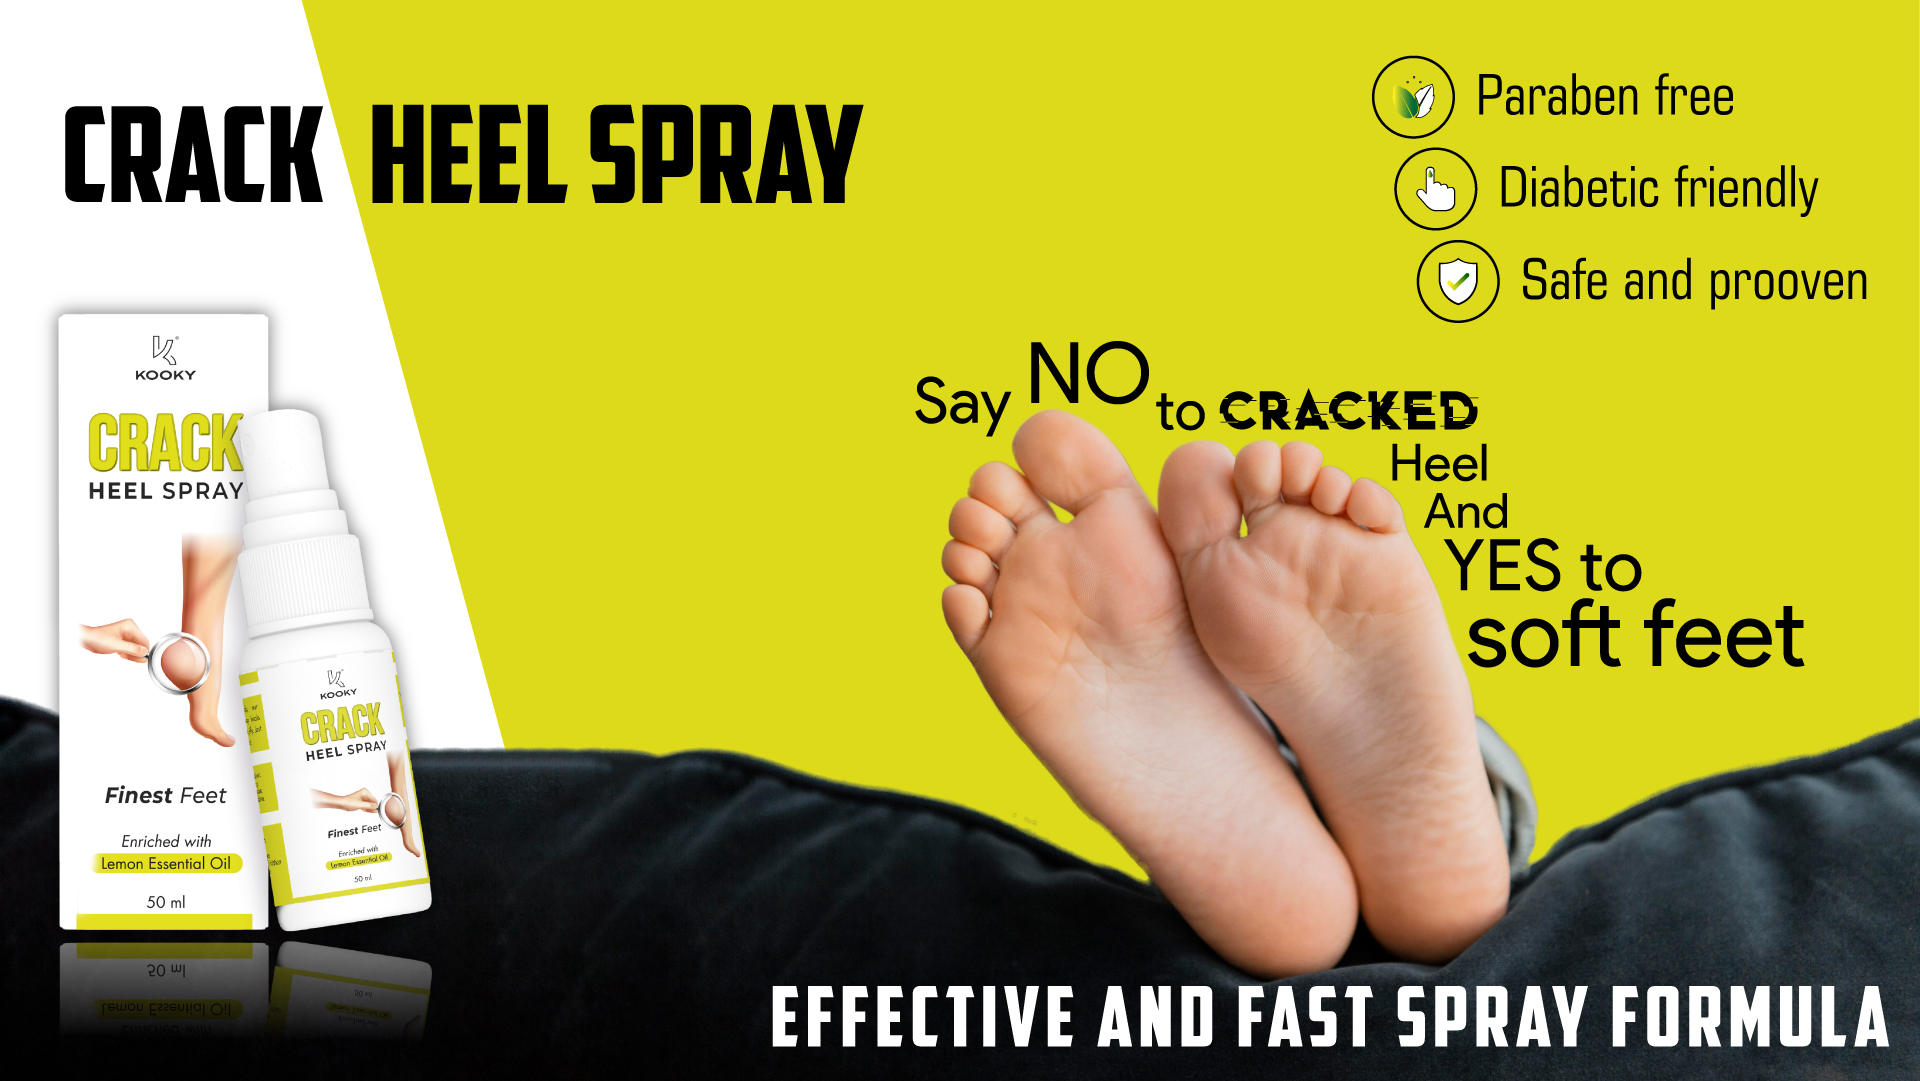 CRACK HEEL SPRAY
Paraben free
Diabetic friendly
Safe and prooven
Say NO to CRACKED
Heel
And
YES to
soft feet
KOOKY
CRACK
HEEL SPRAY
Finest Feet
Enriched with
Lemon Essential Oil
50 ml
KOOKY
CRACK
HEEL SPRAY
Finest Feet
Enriched with
Lemon Essential Oil
50 ml
EFFECTIVE AND FAST SPRAY FORMULA